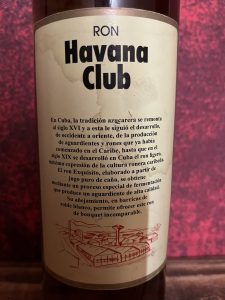 RON
Havana
Club
En Cuba, la tradición azucarera se remonta
al siglo XVI y a esta le siguió el desarrollo,
de occidente a oriente, de la producción
de aguardientes y rones que ya había
comenzado en el Caribe, hasta que en el
siglo XIX se desarrolló en Cuba el ron ligero,
máxima expresión de la cultura ronera caribeña.
El ron Exquisito, elaborado a partir de
jugo puro de caña, se obtiene
mediante un proceso especial de fermentación
que produce un aguardiente de alta calidad.
Su añejamiento, en barricas de
roble blanco, permite ofrecer este ron
de bouquet incomparable.